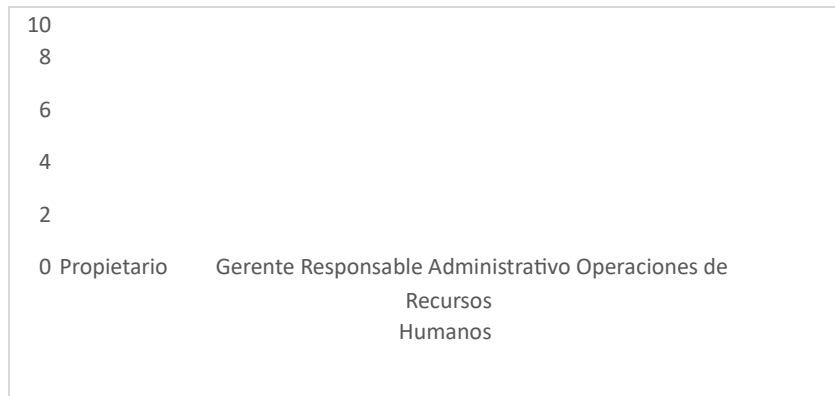 10
8
6
4
2
0 Propietario Gerente Responsable Administrativo Operaciones de
Recursos
Humanos